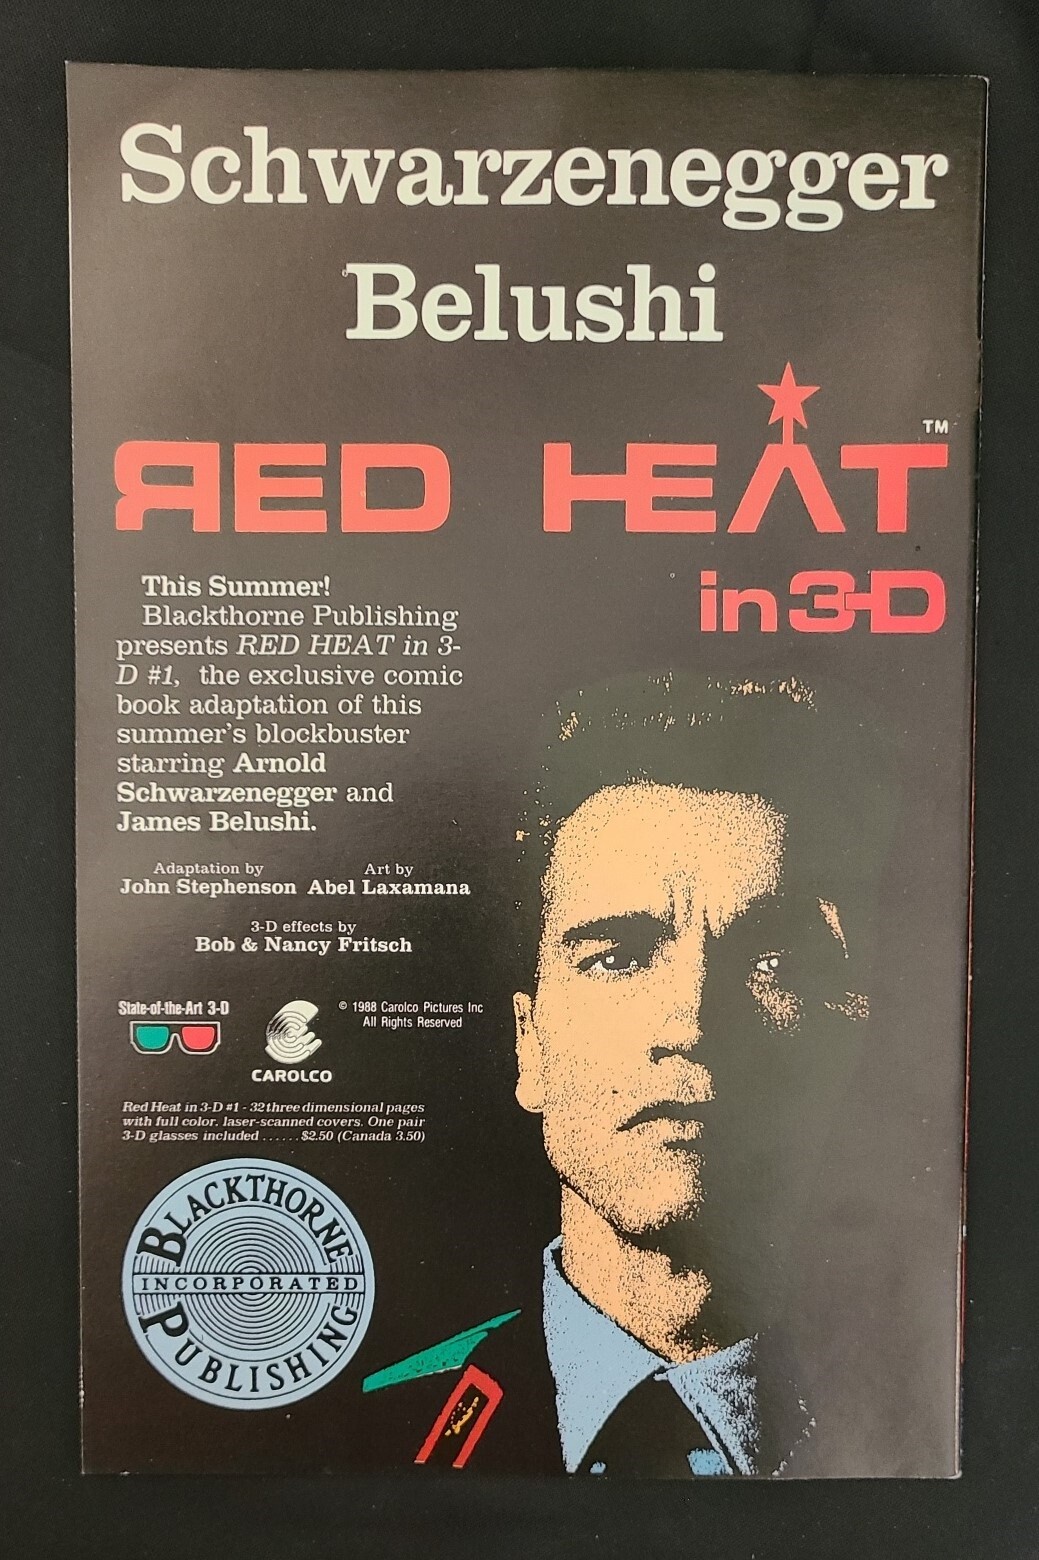 Schwarzenegger
Belushi
RED HEAT™
in 3-D
This Summer!
Blackthorne Publishing
presents RED HEAT in 3-
D #1, the exclusive comic
book adaptation of this
summer's blockbuster
starring Arnold
Schwarzenegger and
James Belushi.
Adaptation by
John Stephenson
Art by
Abel Laxamana
3-D effects by
Bob & Nancy Fritsch
State-of-the-Art 3-D
CAROLCO
© 1988 Carolco Pictures Inc
All Rights Reserved
Red Heat in 3-D #1 - 32 three dimensional pages
with full color, laser-scanned covers. One pair
3-D glasses included ......$2.50 (Canada 3.50)
BLACKTHORNE
INCORPORATED
PUBLISHING